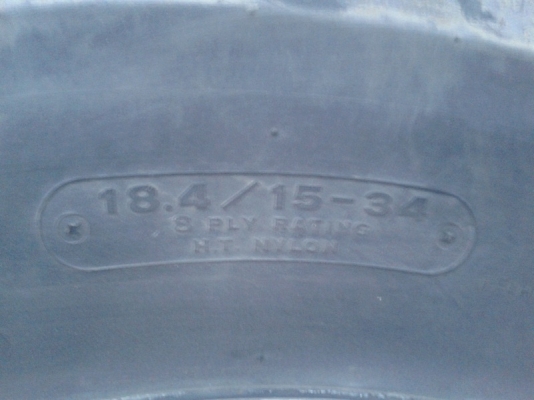 18.4/15-34
8 PLY RATING
H.T. NYLON